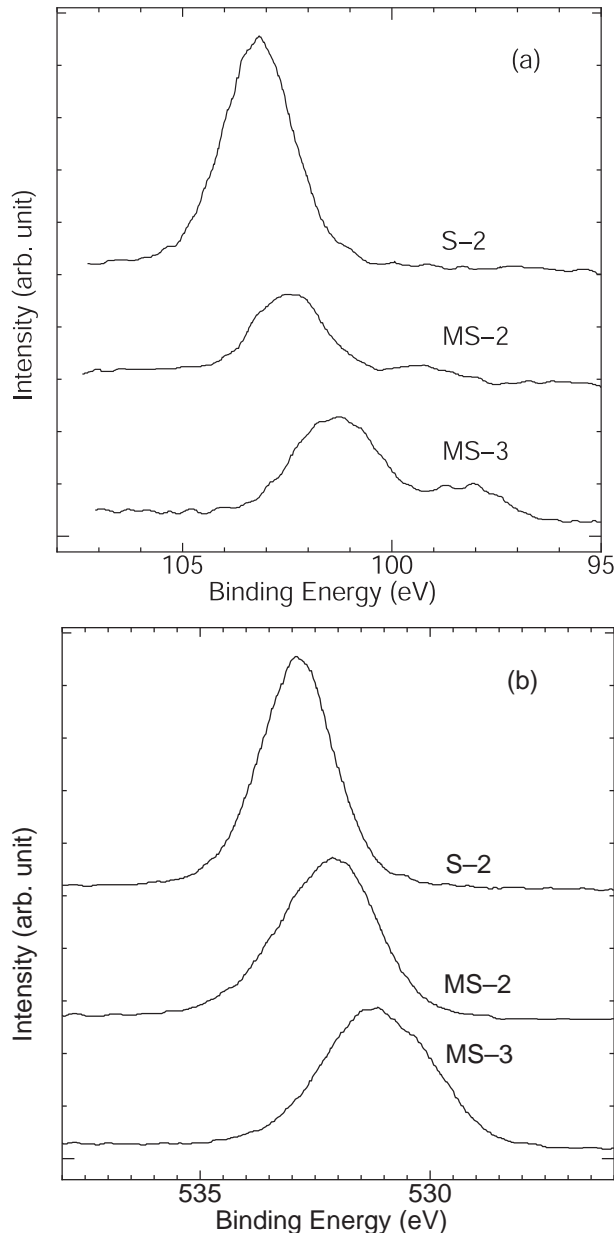 (a)
Intensity (arb. unit)
S–2
MS–2
MS–3
105
100
95
Binding Energy (eV)
(b)
Intensity (arb. unit)
S–2
MS–2
MS–3
535
530
Binding Energy (eV)